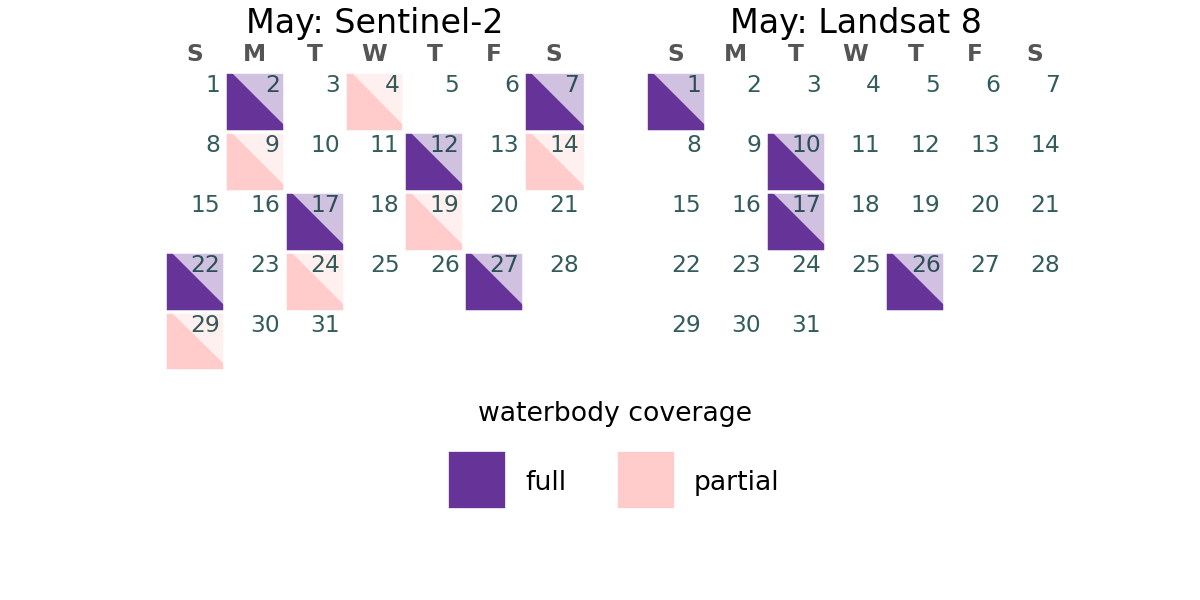 May: Sentinel-2
S M T W T F S
1 2 3 4 5 6 7
8 9 10 11 12 13 14
15 16 17 18 19 20 21
22 23 24 25 26 27 28
29 30 31
May: Landsat 8
S M T W T F S
1 2 3 4 5 6 7
8 9 10 11 12 13 14
15 16 17 18 19 20 21
22 23 24 25 26 27 28
29 30 31
waterbody coverage
full
partial